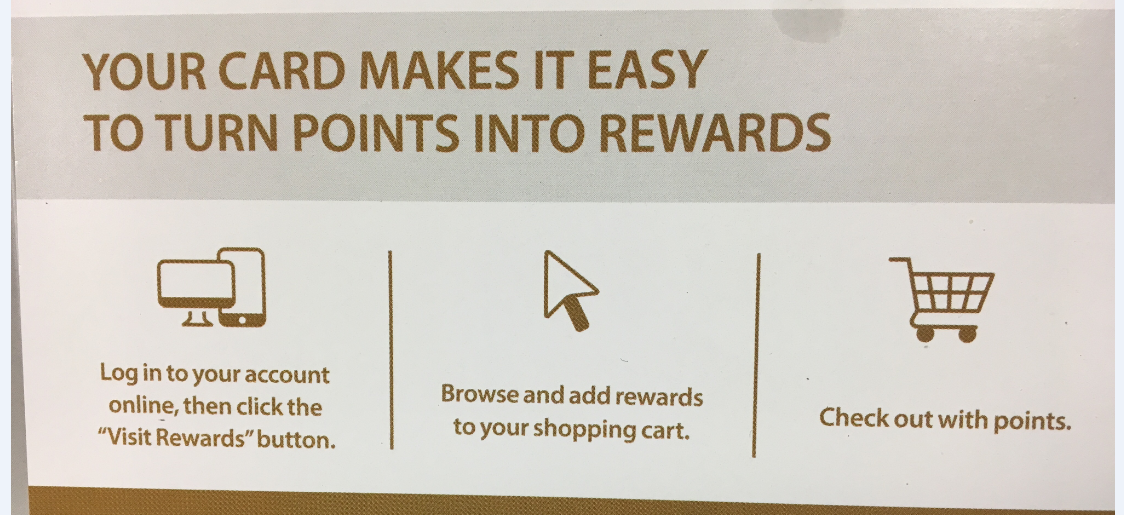 YOUR CARD MAKES IT EASY
TO TURN POINTS INTO REWARDS
Log in to your account
online, then click the
“Visit Rewards” button.
Browse and add rewards
to your shopping cart.
Check out with points.